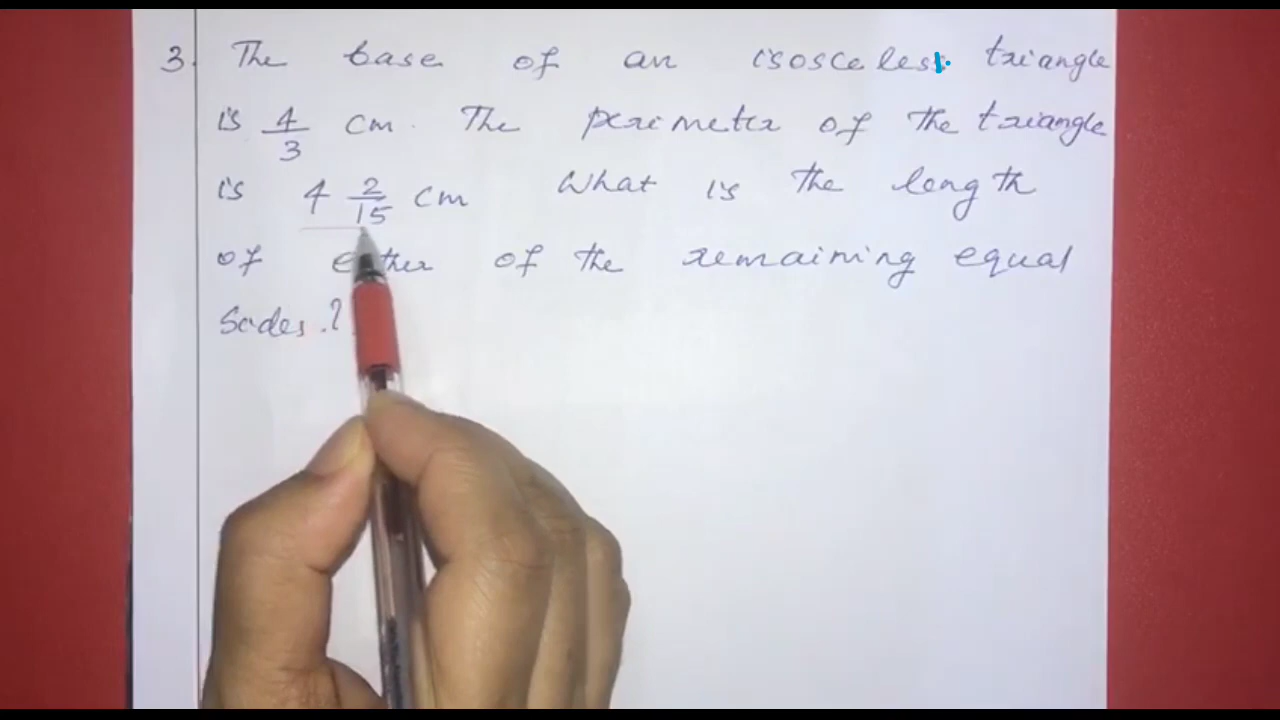 3. The base of an isosceles triangle
is 4/3 cm. The perimeter of the triangle
is 4 2/15 cm What is the length
of either of the remaining equal
Sides.?